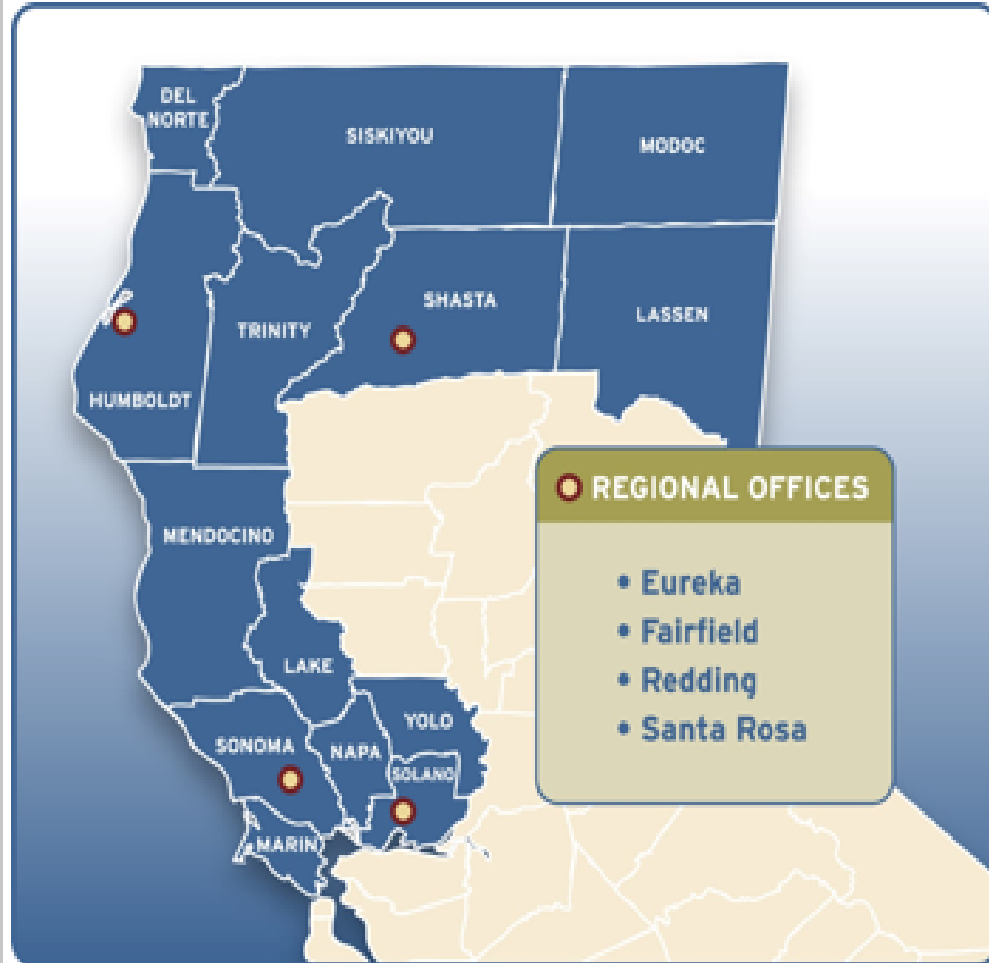 DEL
NORTE
SISKIYOU
MODOC
SHASTA
LASSEN
TRINITY
HUMBOLDT
MENDOCINO
LAKE
YOLO
SONOMA
NAPA
SOLANO
MARIN
REGIONAL OFFICES
• Eureka
• Fairfield
• Redding
• Santa Rosa